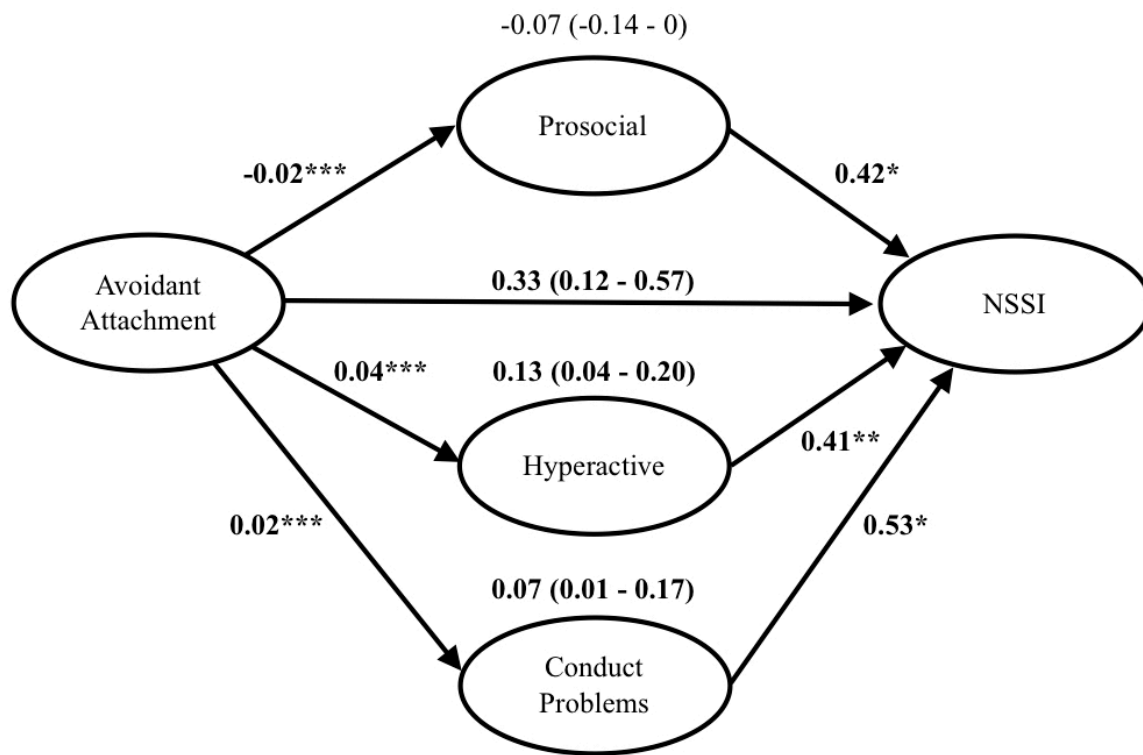 -0.07 (-0.14 - 0)
Prosocial
-0.02***
0.42*
Avoidant
Attachment
0.33 (0.12 - 0.57)
NSSI
0.04***
0.13 (0.04 - 0.20)
Hyperactive
0.41**
0.02***
0.53*
0.07 (0.01 - 0.17)
Conduct
Problems